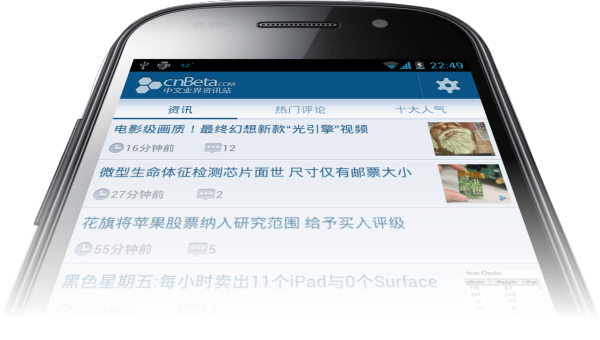 12°
22:49
cnBeta.COM
中文业界资讯站
资讯 热门评论 十大人气
电影级画质！最终幻想新款“光引擎”视频
16分钟前 12
微型生命体征检测芯片面世 尺寸仅有邮票大小
27分钟前 2
花旗将苹果股票纳入研究范围 给予买入评级
55分钟前 5
黑色星期五:每小时卖出11个iPad与0个Surface